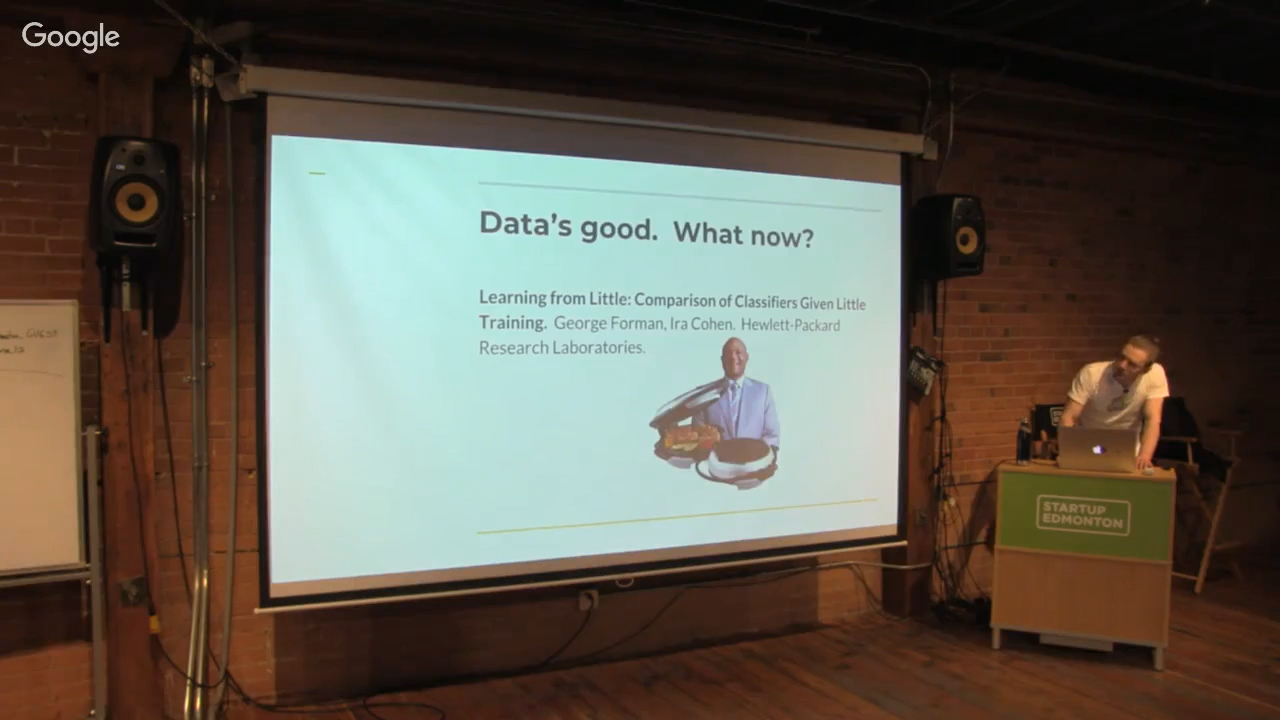 Google
Data's good. What now?
Learning from Little: Comparison of Classifiers Given Little
Training. George Forman, Ira Cohen. Hewlett-Packard
Research Laboratories.
STARTUP
EDMONTON